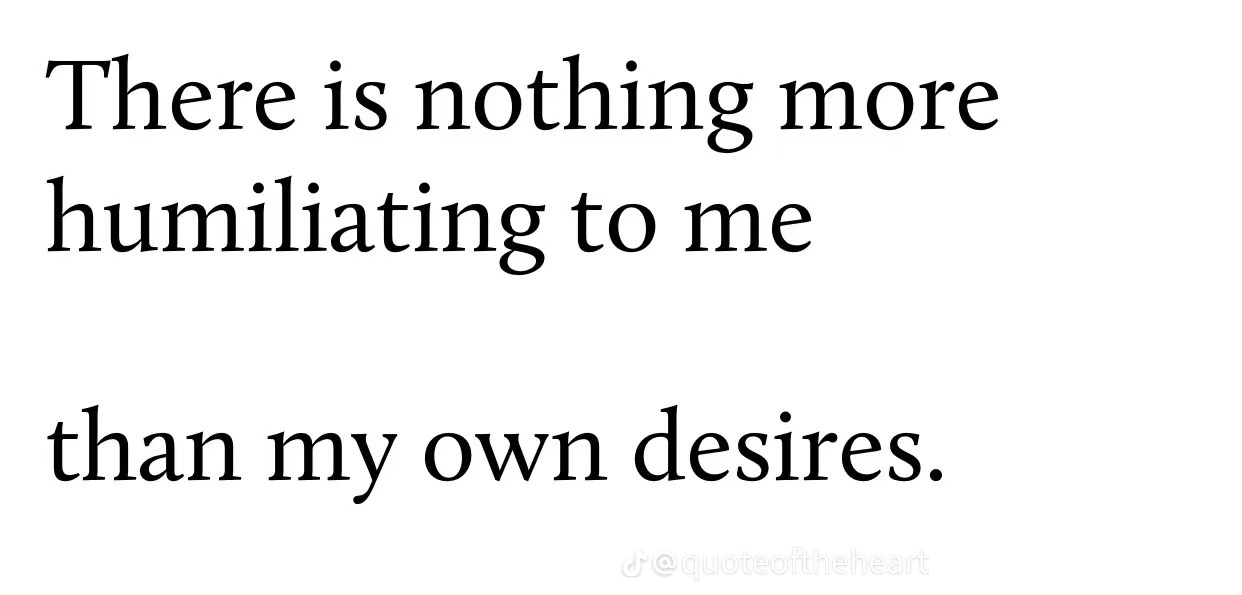 There is nothing more
humiliating to me
than my own desires.
@quoteoftheheart